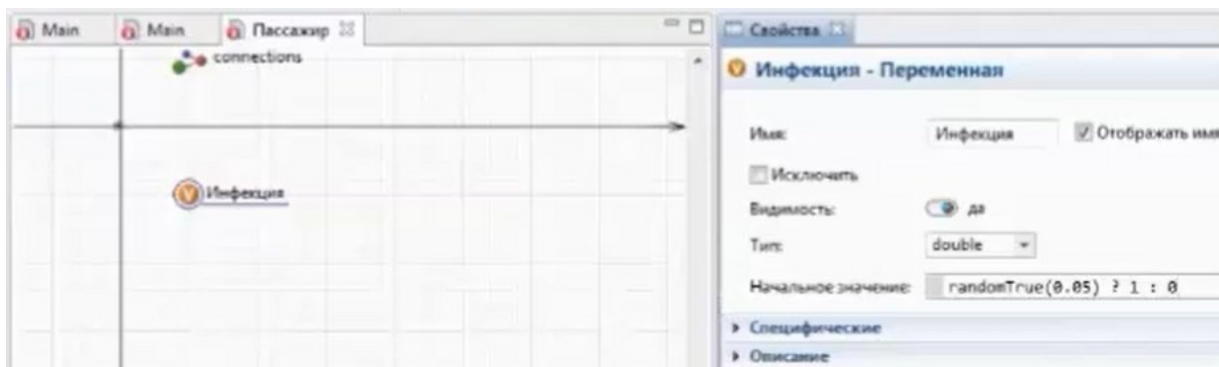 Main
Main
Пассажир
connections
Инфекция
Свойства
Инфекция - Переменная
Имя:
Инфекция
Отображать имя
Исключить
Видимость:
да
Тип:
double
Начальное значение:
randomTrue(0.05) ? 1 : 0
Специфические
Описание